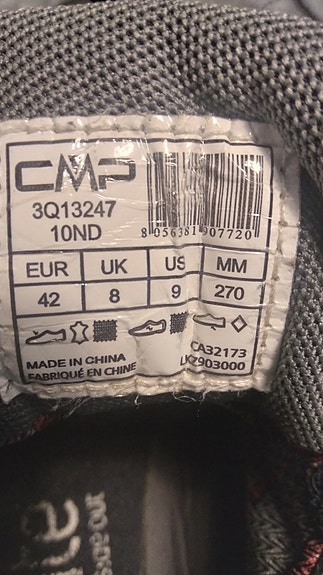 CMP
3Q13247
10ND
8 056381 907720
EUR UK US MM
42 8 9 270
MADE IN CHINA
FABRIQUÉ EN CHINE
CA32173